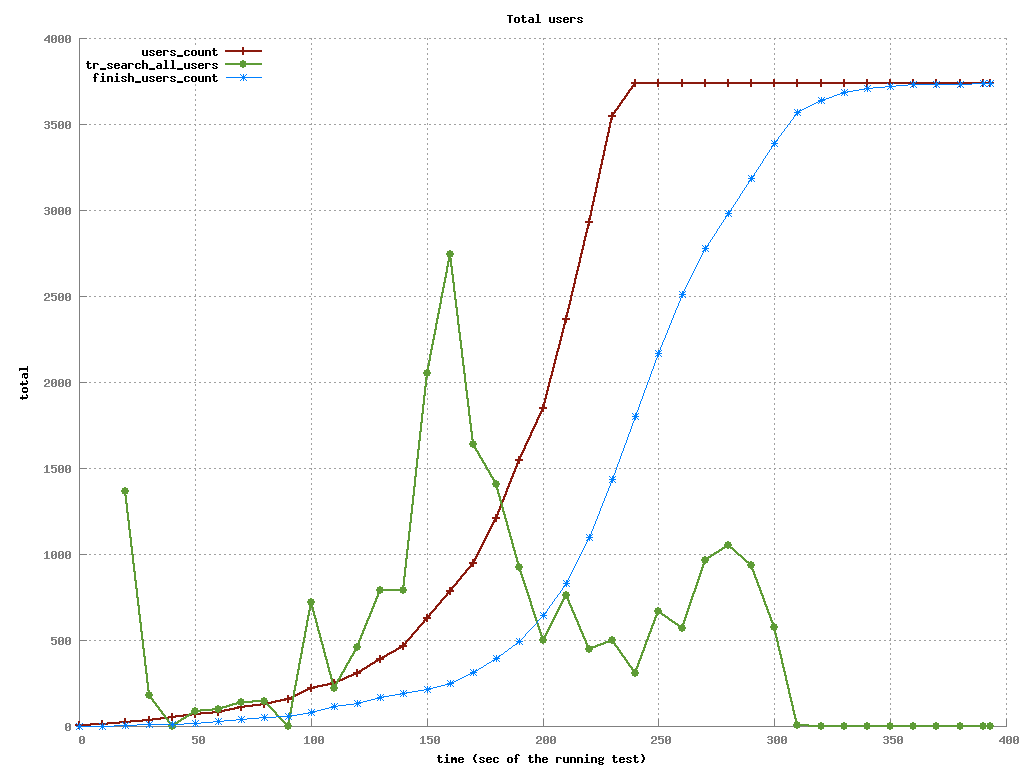 Total users
users_count
tr_search_all_users
finish_users_count
4000
3500
3000
2500
2000
1500
1000
500
0
total
0 50 100 150 200 250 300 350 400
time (sec of the running test)